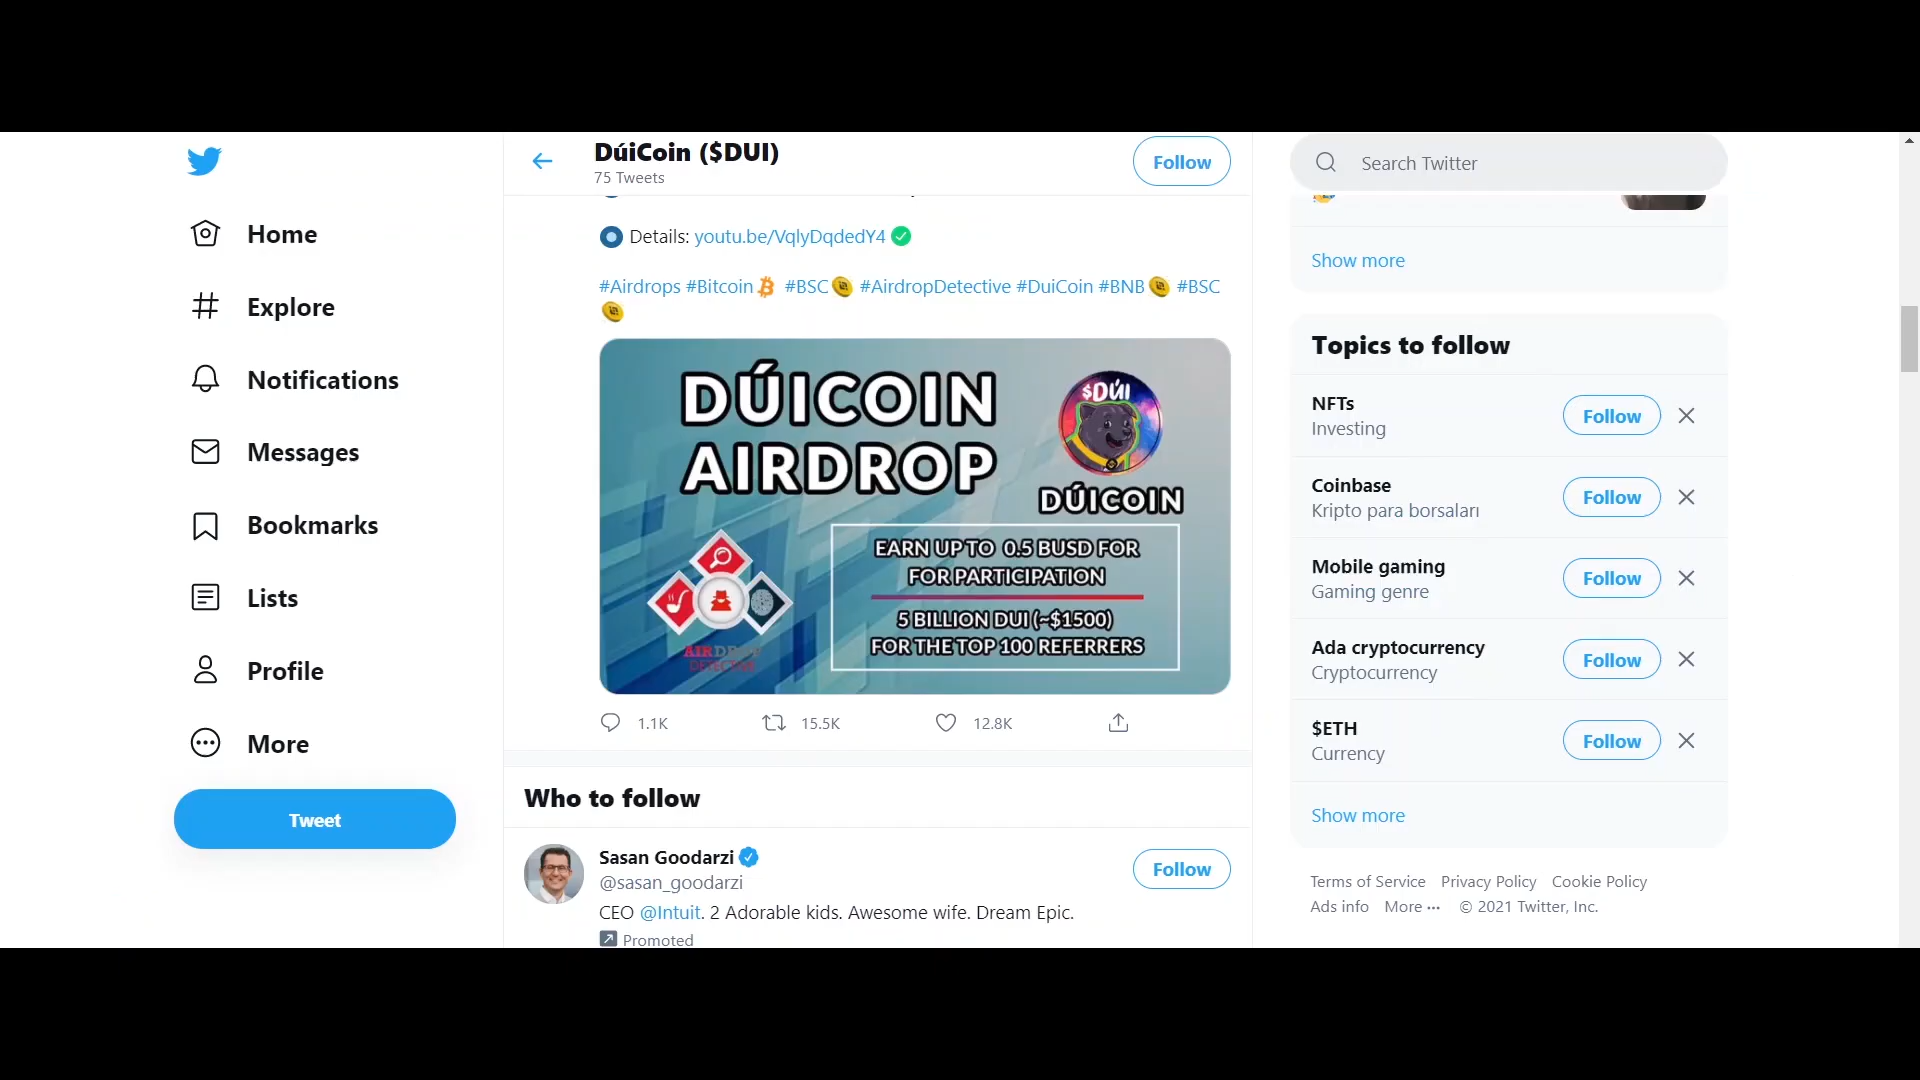 DúiCoin ($DUI)
75 Tweets
Follow
Search Twitter
Home
Explore
Notifications
Messages
Bookmarks
Lists
Profile
More
Tweet
Details: youtu.be/VqlyDqdedY4
#Airdrops #Bitcoin #BSC #AirdropDetective #DuiCoin #BNB #BSC
DÚICOIN
AIRDROP
$DÚI
DÚICOIN
EARN UP TO 0.5 BUSD FOR
FOR PARTICIPATION
5 BILLION DUI (~$1500)
FOR THE TOP 100 REFERRERS
AIRDROP
DETECTIVE
1.1K
15.5K
12.8K
Who to follow
Sasan Goodarzi
@sasan_goodarzi
Follow
CEO @Intuit. 2 Adorable kids. Awesome wife. Dream Epic.
Promoted
Show more
Topics to follow
NFTs
Investing
Follow
Coinbase
Kripto para borsaları
Follow
Mobile gaming
Gaming genre
Follow
Ada cryptocurrency
Cryptocurrency
Follow
$ETH
Currency
Follow
Show more
Terms of Service Privacy Policy Cookie Policy
Ads info More ··· © 2021 Twitter, Inc.